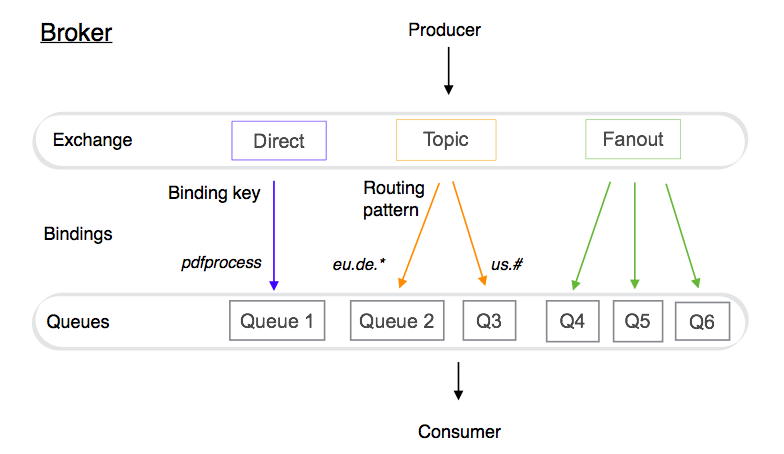 Broker
Producer
Exchange
Direct
Topic
Fanout
Binding key
Routing
pattern
Bindings
pdfprocess
eu.de.*
us.#
Queues
Queue 1
Queue 2
Q3
Q4
Q5
Q6
Consumer